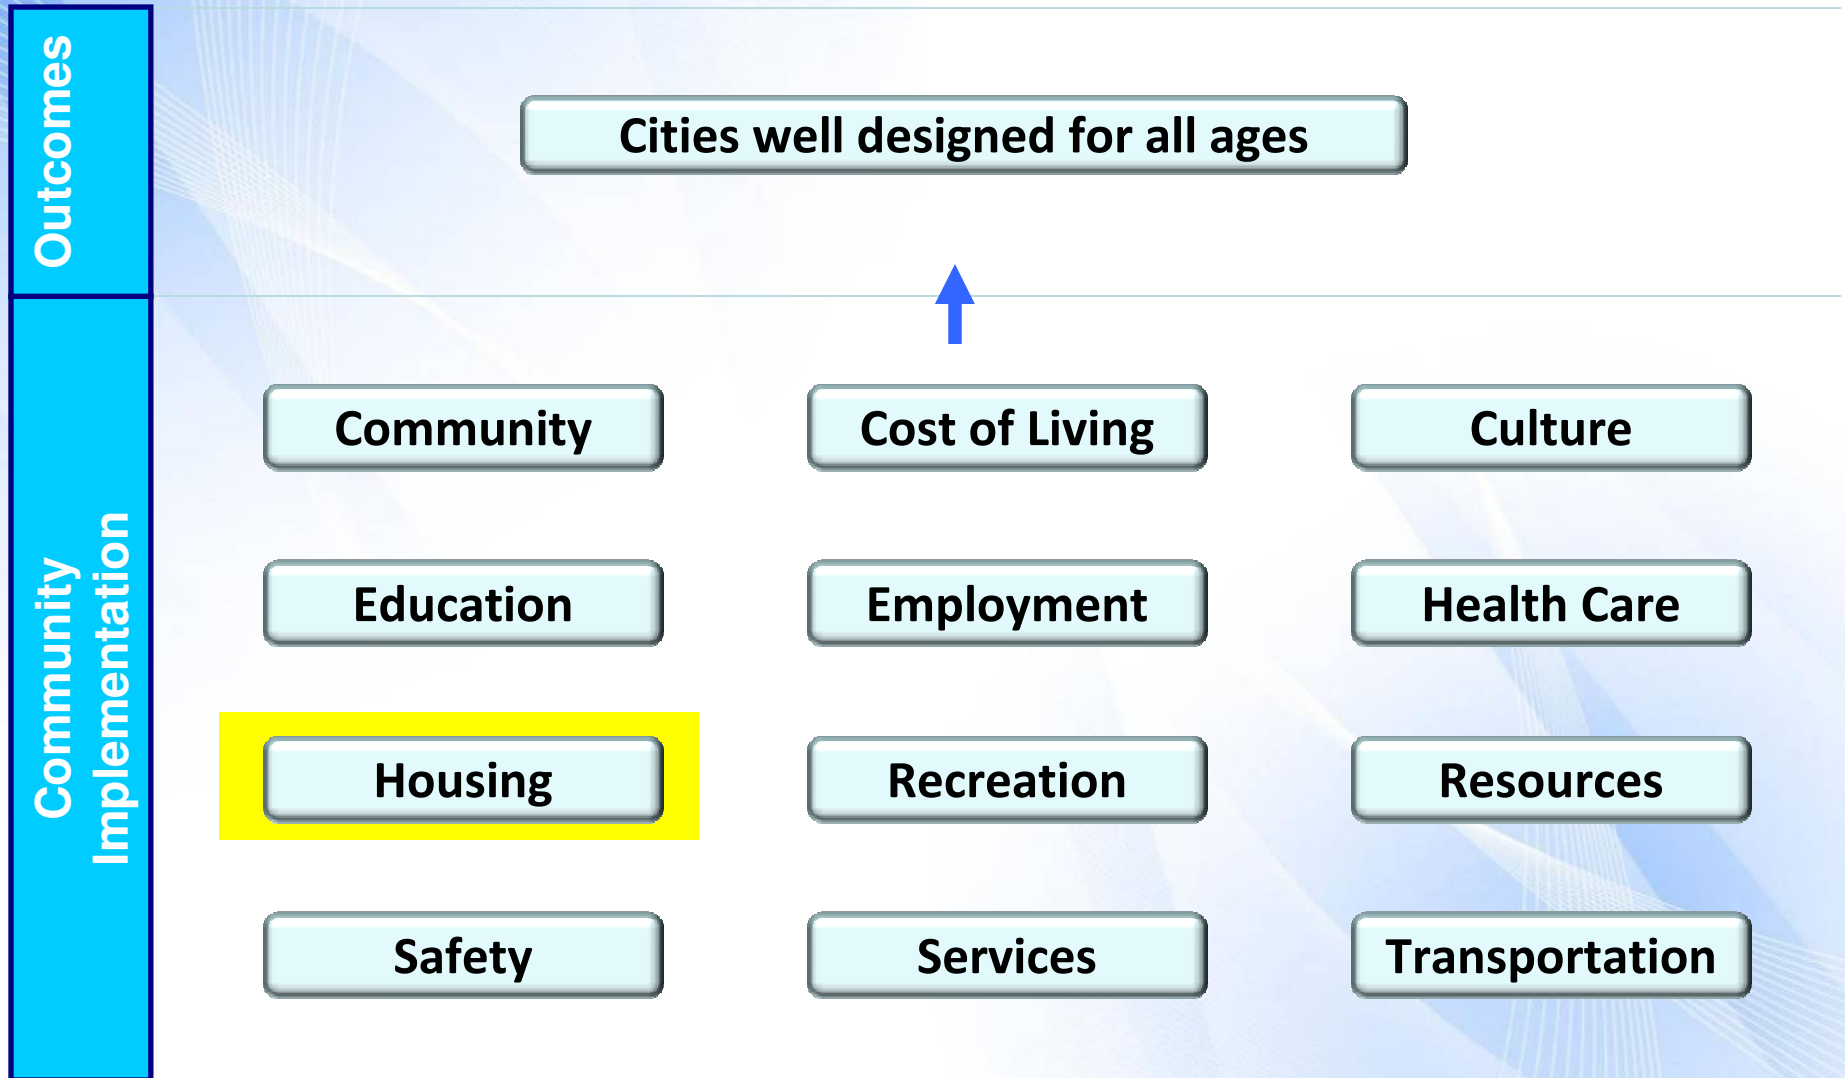 Outcomes
Cities well designed for all ages
Community
Implementation
Community
Cost of Living
Culture
Education
Employment
Health Care
Housing
Recreation
Resources
Safety
Services
Transportation